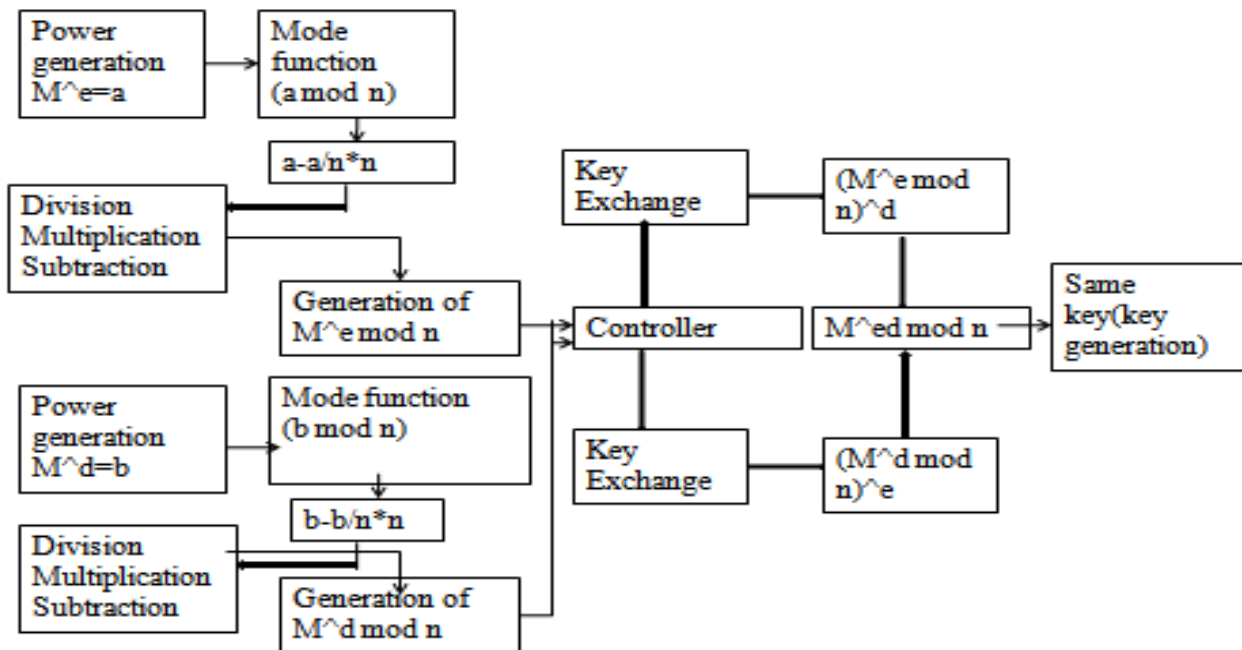 Power
generation
M^e=a
Mode
function
(a mod n)
a-a/n*n
Division
Multiplication
Subtraction
Generation of
M^e mod n
Power
generation
M^d=b
Mode function
(b mod n)
b-b/n*n
Division
Multiplication
Subtraction
Generation of
M^d mod n
Key
Exchange
(M^e mod
n)^d
Controller
M^ed mod n
Same
key(key
generation)
Key
Exchange
(M^d mod
n)^e